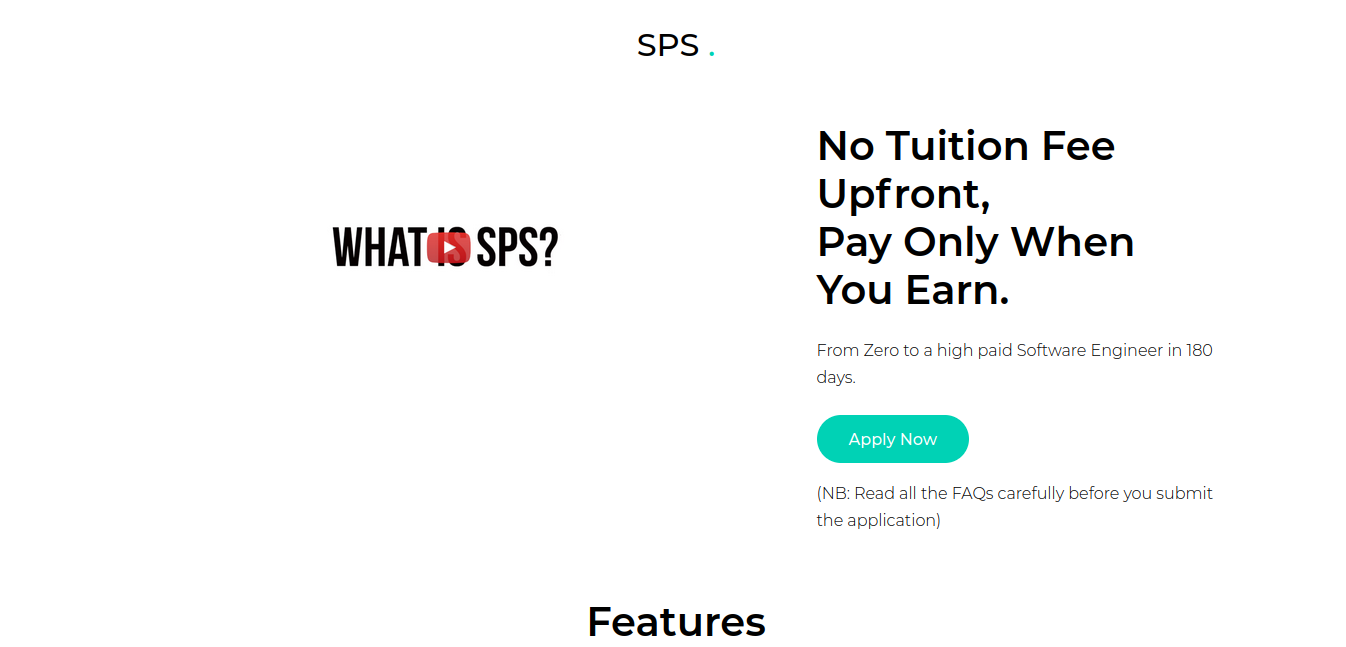 SPS .
WHAT IS SPS?
No Tuition Fee
Upfront,
Pay Only When
You Earn.
From Zero to a high paid Software Engineer in 180
days.
Apply Now
(NB: Read all the FAQs carefully before you submit
the application)
Features